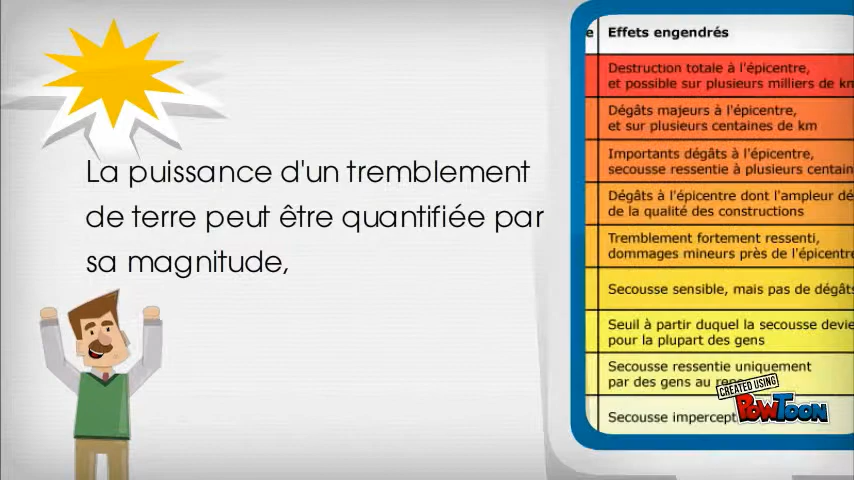 La puissance d'un tremblement
de terre peut être quantifiée par
sa magnitude,
Effets engendrés
Destruction totale à l'épicentre,
et possible sur plusieurs milliers de km
Dégâts majeurs à l'épicentre,
et sur plusieurs centaines de km
Importants dégâts à l'épicentre,
secousse ressentie à plusieurs
Dégâts à l'épicentre dont l'ampleur
de la qualité des constructions
Tremblement fortement ressenti,
dommages mineurs près de l'épicentre
Secousse sensible, mais pas de dégâts
Seuil à partir duquel la secousse
pour la plupart des gens
Secousse ressentie uniquement
par des gens au
Secousse
CREATED USING
POWTOON